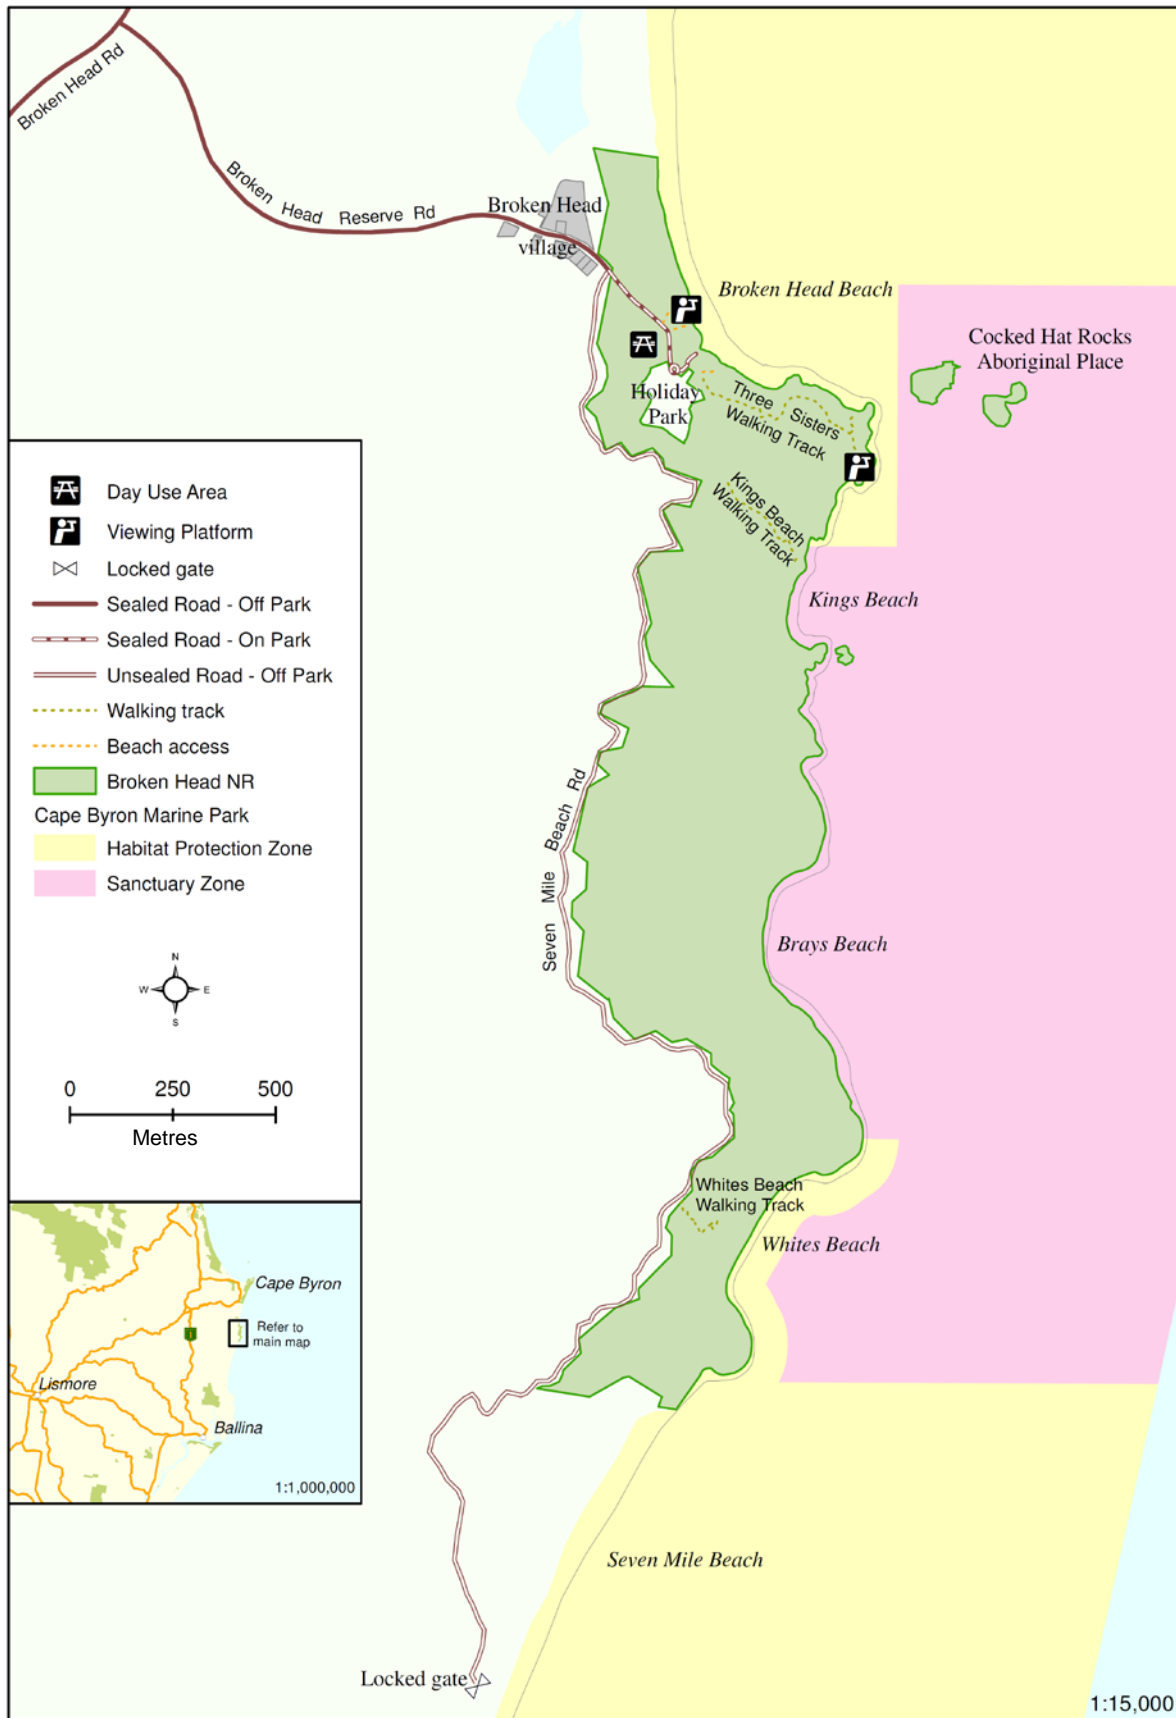 Broken Head Rd
Broken Head Reserve Rd
Broken Head
village
Broken Head Beach
Cocked Hat Rocks
Aboriginal Place
Holiday
Park
Three Sisters
Walking Track
Kings Beach
Walking Track
Kings Beach
Seven Mile Beach Rd
Brays Beach
Whites Beach
Walking Track
Whites Beach
Seven Mile Beach
Locked gate
1:15,000
Day Use Area
Viewing Platform
Locked gate
Sealed Road - Off Park
Sealed Road - On Park
Unsealed Road - Off Park
Walking track
Beach access
Broken Head NR
Cape Byron Marine Park
Habitat Protection Zone
Sanctuary Zone
N
W E
S
0 250 500
Metres
Cape Byron
Refer to
main map
Lismore
Ballina
1:1,000,000